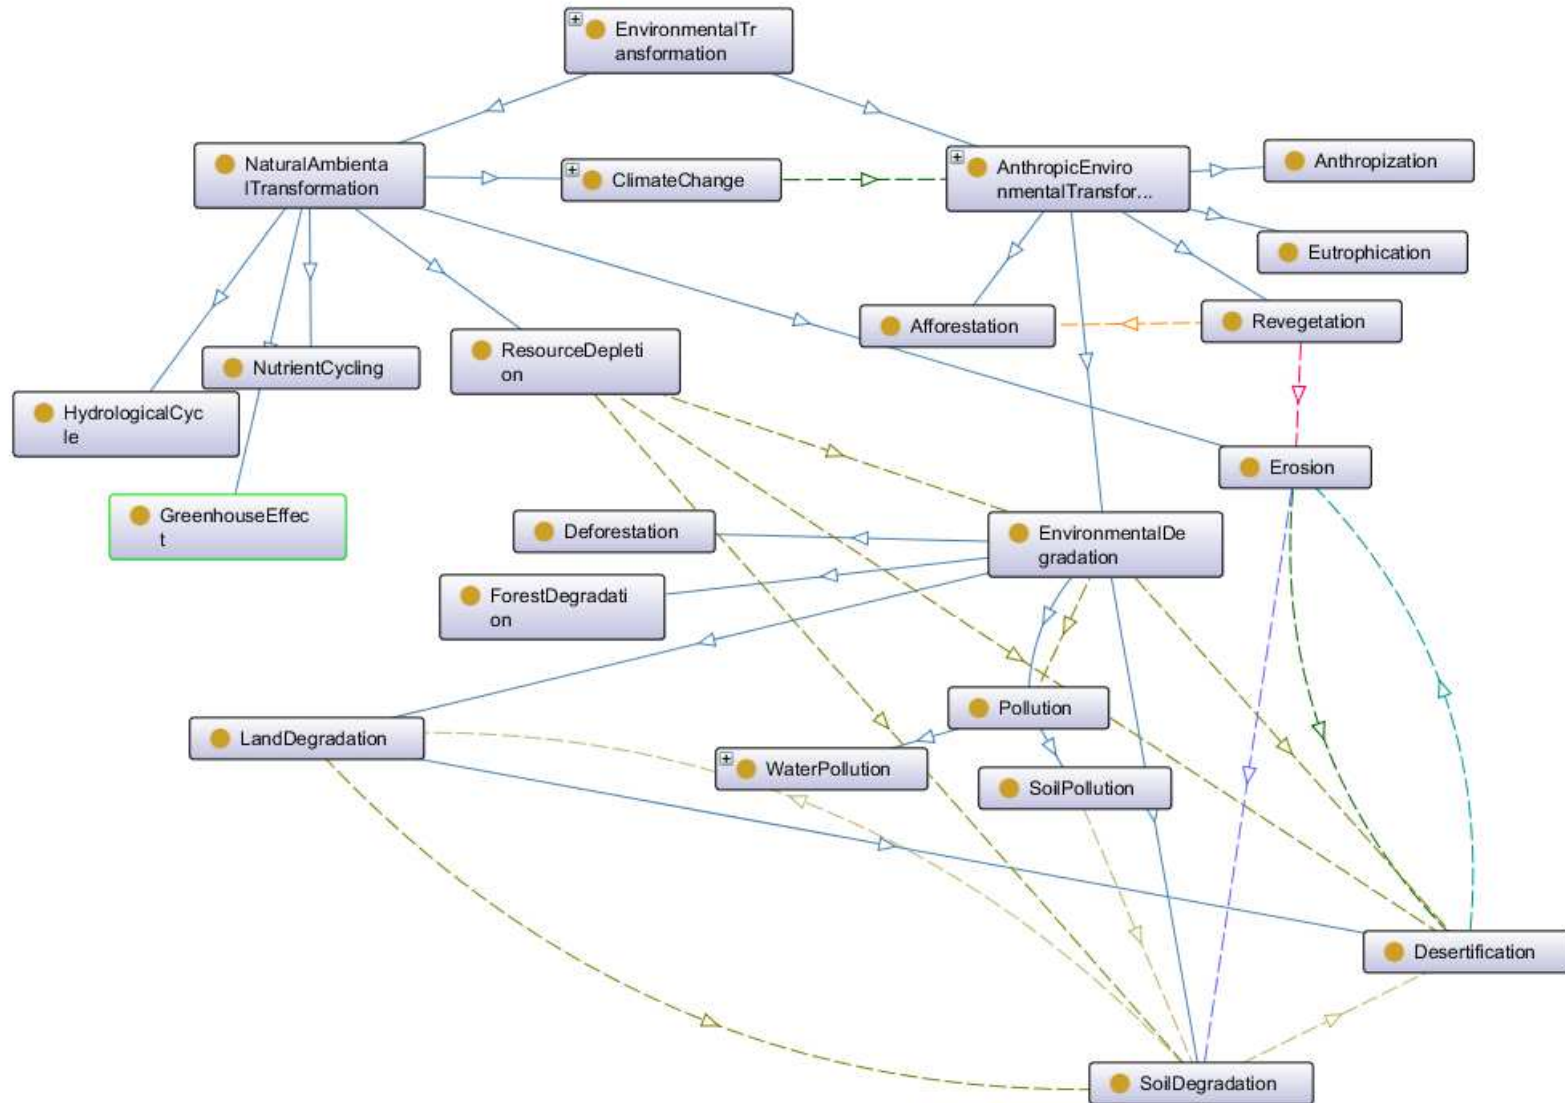 EnvironmentalTr
ansformation
NaturalAmbienta
lTransformation
ClimateChange
AnthropicEnviro
nmentalTransfor...
Anthropization
Eutrophication
Afforestation
Revegetation
NutrientCycling
ResourceDepleti
on
HydrologicalCyc
le
Erosion
GreenhouseEffec
t
Deforestation
EnvironmentalDe
gradation
ForestDegradati
on
Pollution
LandDegradation
WaterPollution
SoilPollution
Desertification
SoilDegradation